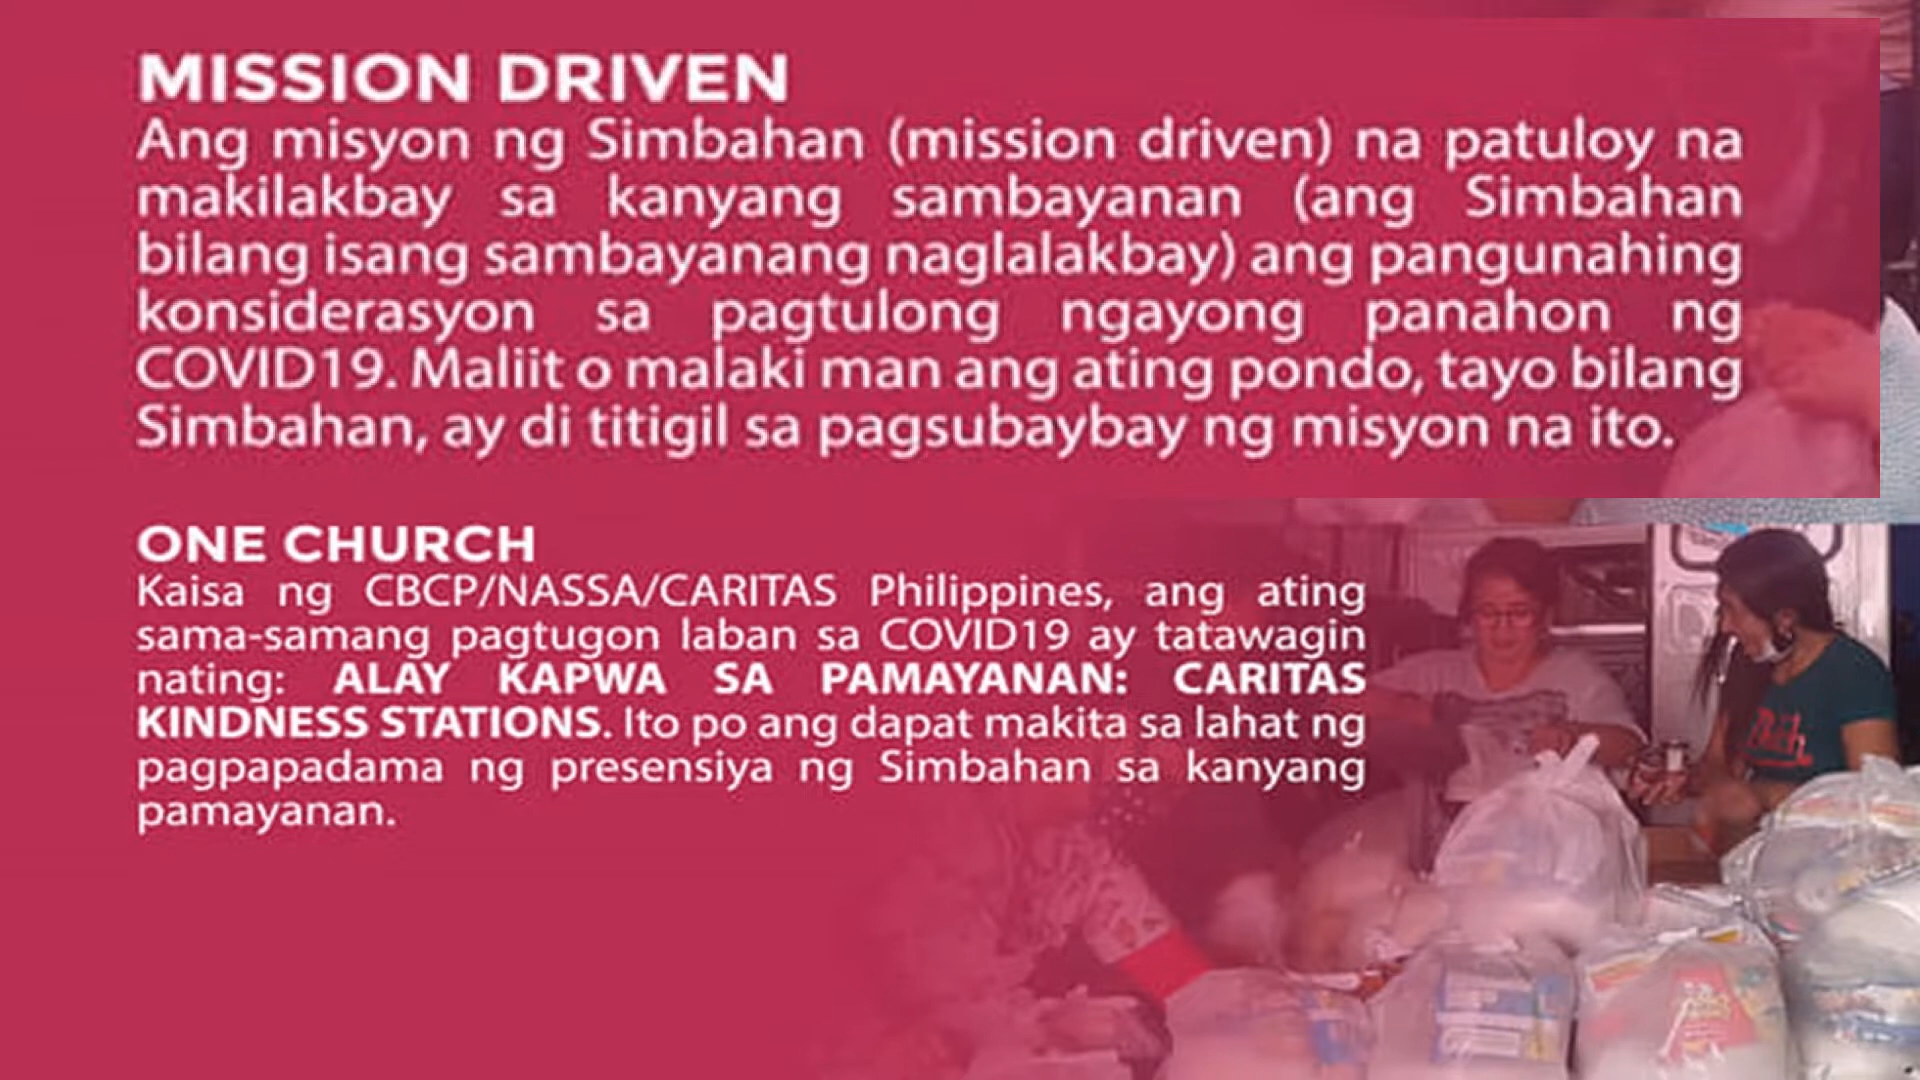 MISSION DRIVEN
Ang misyon ng Simbahan (mission driven) na patuloy na
makilakbay sa kanyang sambayanan (ang Simbahan
bilang isang sambayanang naglalakbay) ang pangunahing
konsiderasyon sa pagtulong ngayong panahon ng
COVID19. Maliit o malaki man ang ating pondo, tayo bilang
Simbahan, ay di titigil sa pagsubaybay ng misyon na ito.
ONE CHURCH
Kaisa ng CBCP/NASSA/CARITAS Philippines, ang ating
sama-samang pagtugon laban sa COVID19 ay tatawagin
nating: ALAY KAPWA SA PAMAYANAN: CARITAS
KINDNESS STATIONS. Ito po ang dapat makita sa lahat ng
pagpapadama ng presensiya ng Simbahan sa kanyang
pamayanan.